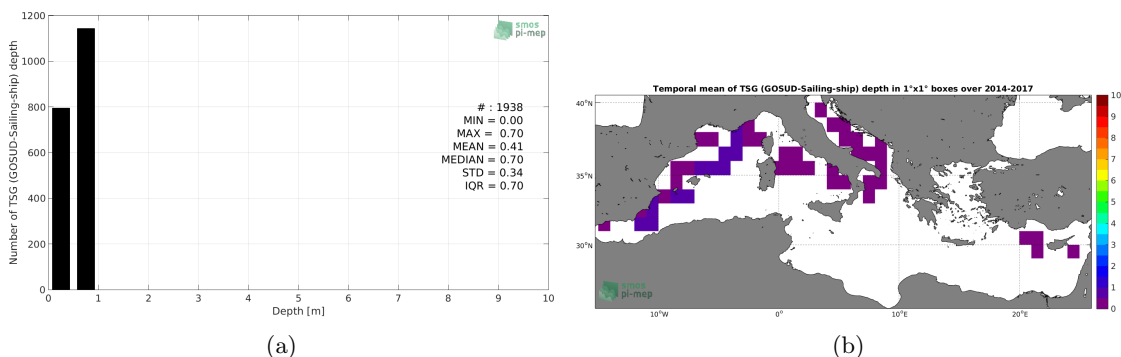 1200
1000
800
600
400
200
0
Number of TSG (GOSUD-Sailing-ship) depth
smos
pi-mep
# : 1938
MIN = 0.00
MAX = 0.70
MEAN = 0.41
MEDIAN = 0.70
STD = 0.34
IQR = 0.70
0 1 2 3 4 5 6 7 8 9 10
Depth [m]
(a)
Temporal mean of TSG (GOSUD-Sailing-ship) depth in 1°x1° boxes over 2014-2017
40°N
35°N
30°N
smos
pi-mep
10°W 0° 10°E 20°E
10
9
8
7
6
5
4
3
2
1
0
(b)